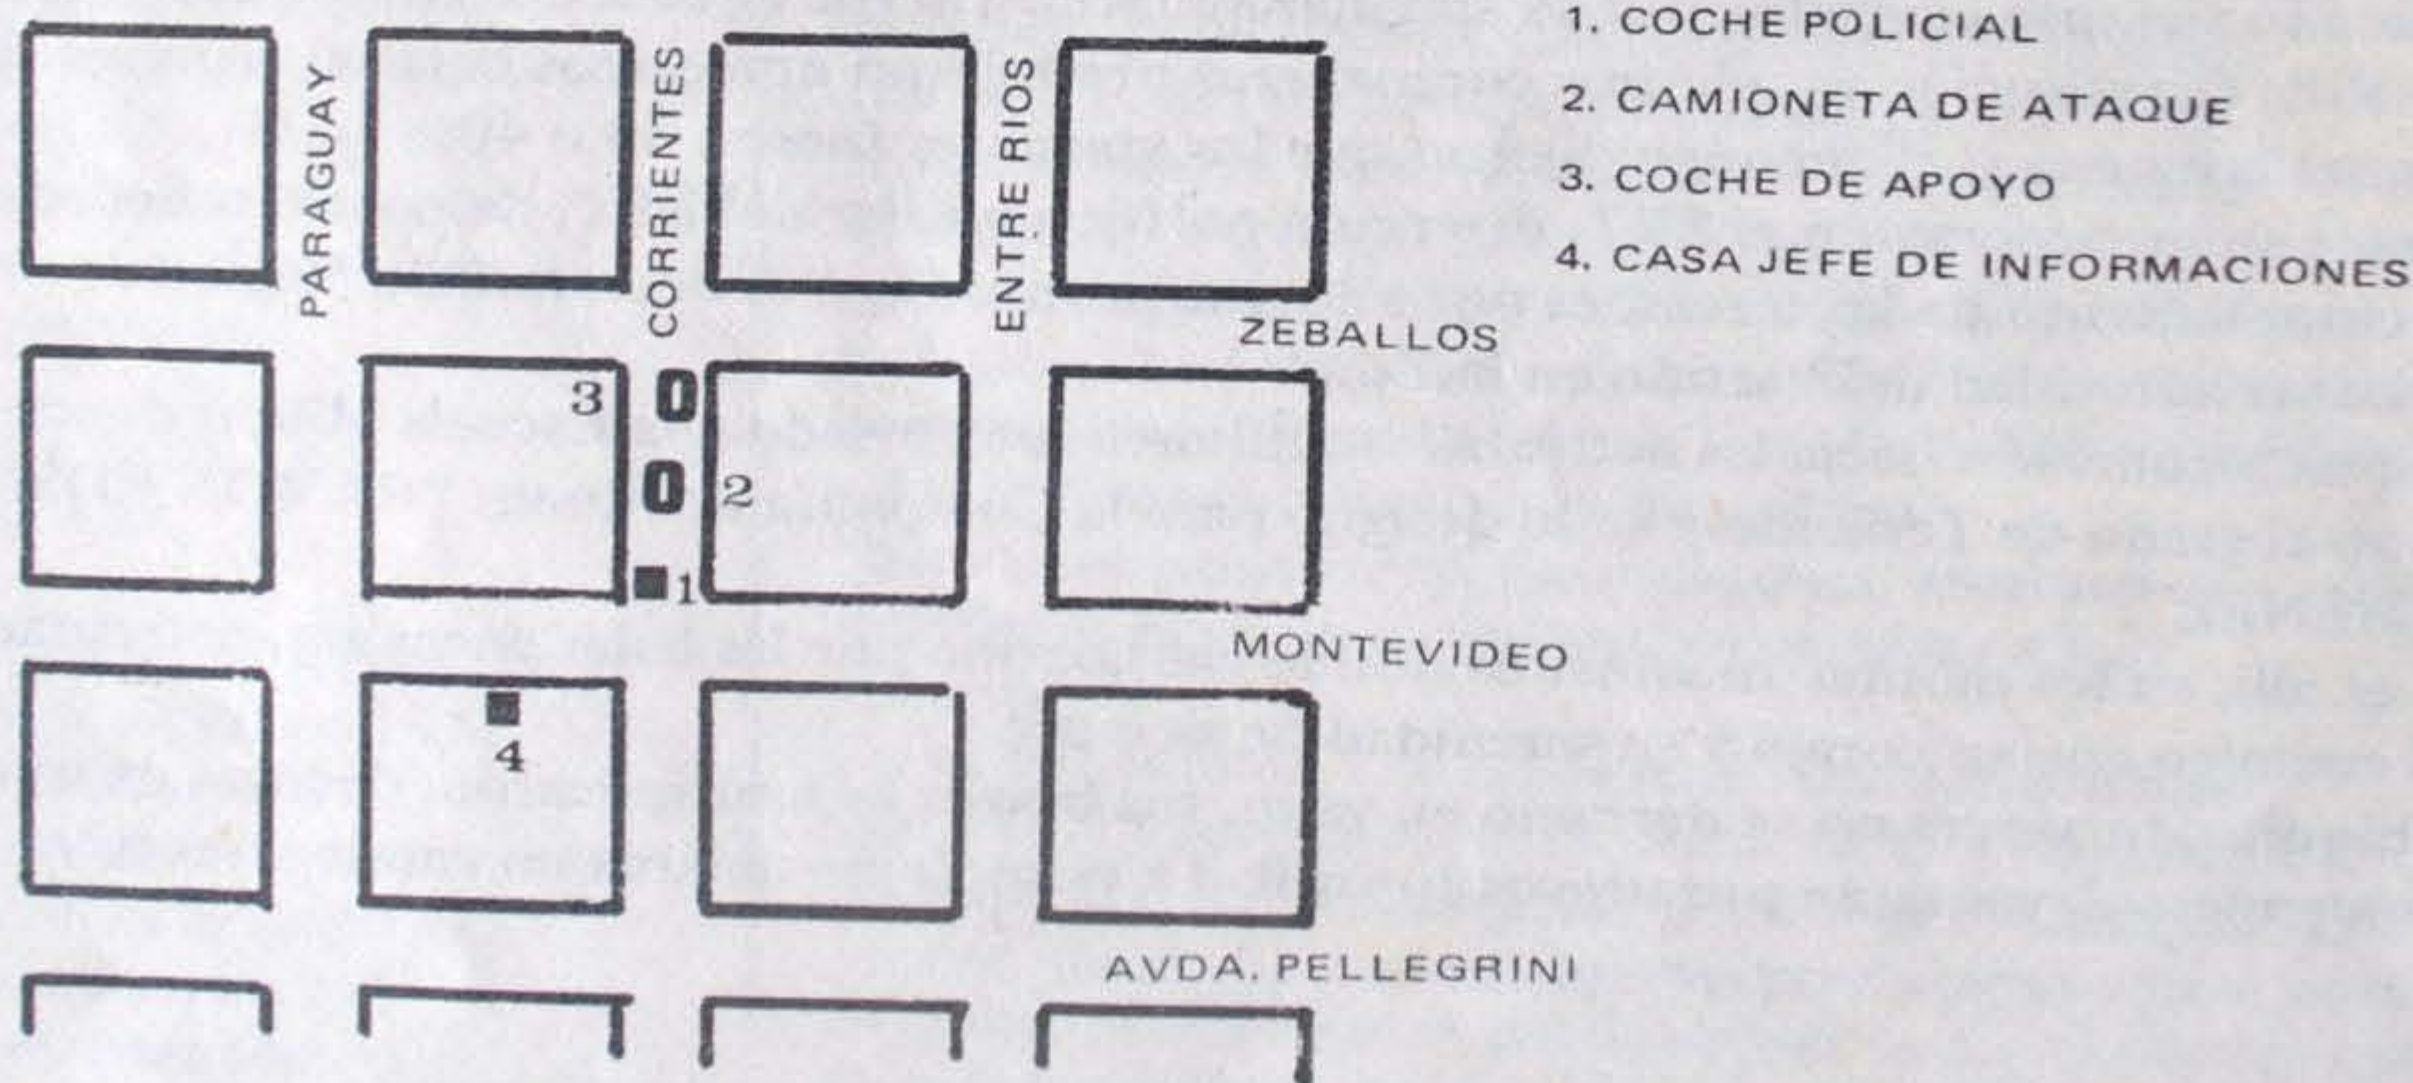 1. COCHE POLICIAL
2. CAMIONETA DE ATAQUE
3. COCHE DE APOYO
4. CASA JEFE DE INFORMACIONES
PARAGUAY
CORRIENTES
ENTRE RIOS
ZEBALLOS
3
2
1
MONTEVIDEO
4
AVDA. PELLEGRINI